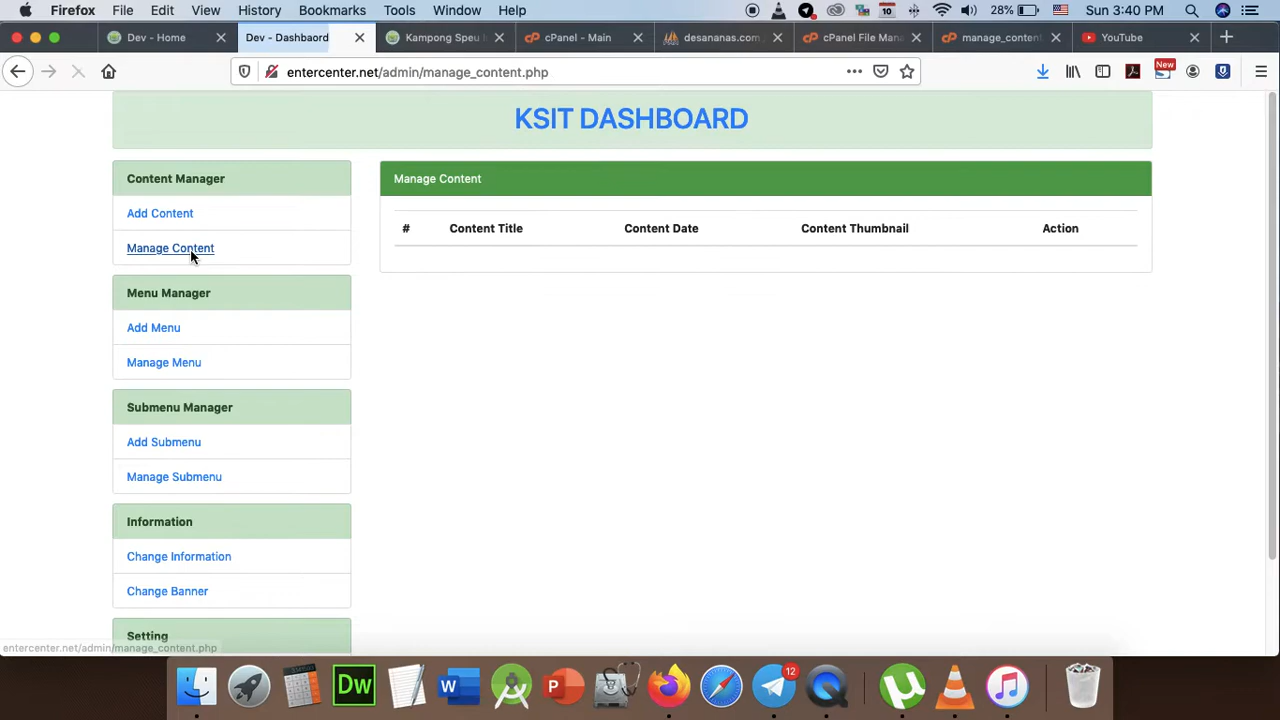 Firefox File Edit View History Bookmarks Tools Window Help 10 28% Sun 3:40 PM
Dev - Home Dev - Dashboard Kampong Speu I cPanel - Main desananas.com cPanel File Mana manage_content YouTube
entercenter.net/admin/manage_content.php New
KSIT DASHBOARD
Content Manager
Add Content
Manage Content
Menu Manager
Add Menu
Manage Menu
Submenu Manager
Add Submenu
Manage Submenu
Information
Change Information
Change Banner
Setting
Manage Content
# Content Title Content Date Content Thumbnail Action
entercenter.net/admin/manage_content.php
Dw W P 12